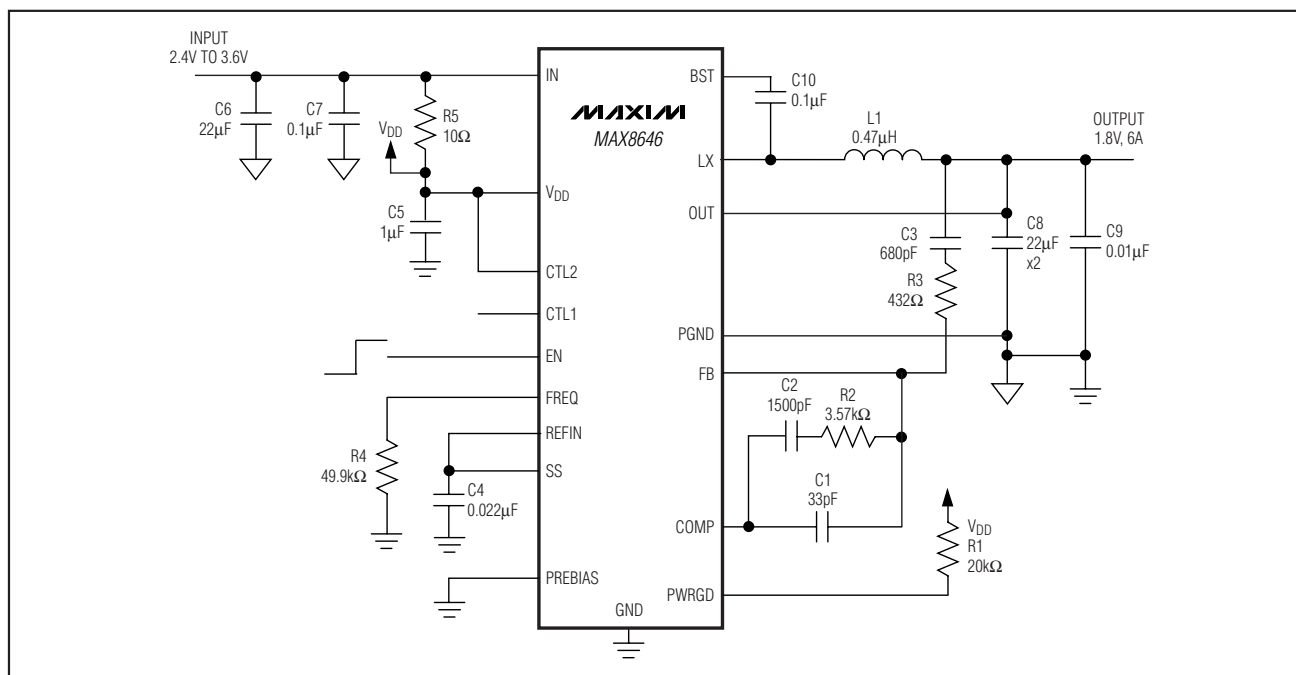 INPUT
2.4V TO 3.6V
C6
22µF
C7
0.1µF
R5
10Ω
VDD
C5
1µF
R4
49.9kΩ
C4
0.022µF
IN
VDD
CTL2
CTL1
EN
FREQ
REFIN
SS
PREBIAS
MAXIM
MAX8646
GND
BST
LX
OUT
PGND
FB
COMP
PWRGD
C10
0.1µF
L1
0.47µH
OUTPUT
1.8V, 6A
C3
680pF
R3
432Ω
C8
22µF
x2
C9
0.01µF
C2
1500pF
R2
3.57kΩ
C1
33pF
VDD
R1
20kΩ